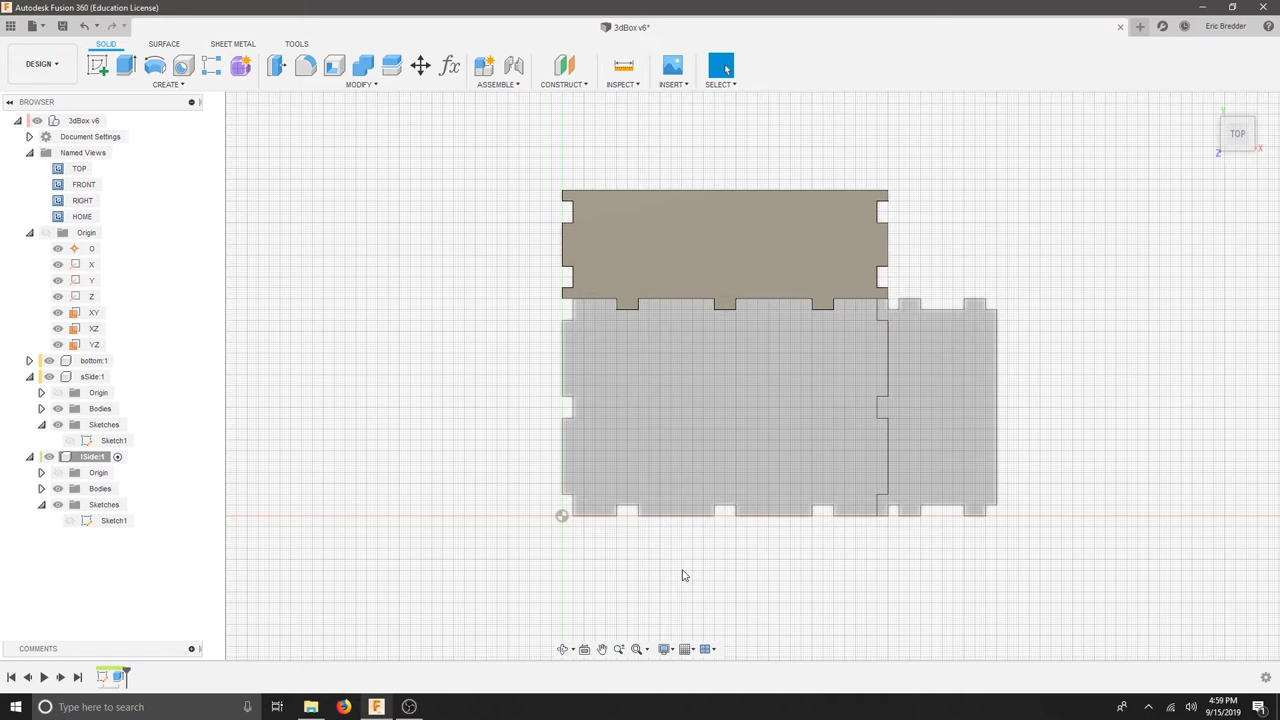 Autodesk Fusion 360 (Education License)
3dBox v6*
Eric Bredder
DESIGN
SOLID SURFACE SHEET METAL TOOLS
CREATE MODIFY ASSEMBLE CONSTRUCT INSPECT INSERT SELECT
BROWSER
3dBox v6
Document Settings
Named Views
TOP
FRONT
RIGHT
HOME
Origin
O
X
Y
Z
XY
XZ
YZ
bottom:1
sSide:1
Origin
Bodies
Sketches
Sketch1
lSide:1
Origin
Bodies
Sketches
Sketch1
Y
TOP
Z
X
COMMENTS
Type here to search
4:59 PM
9/15/2019
1